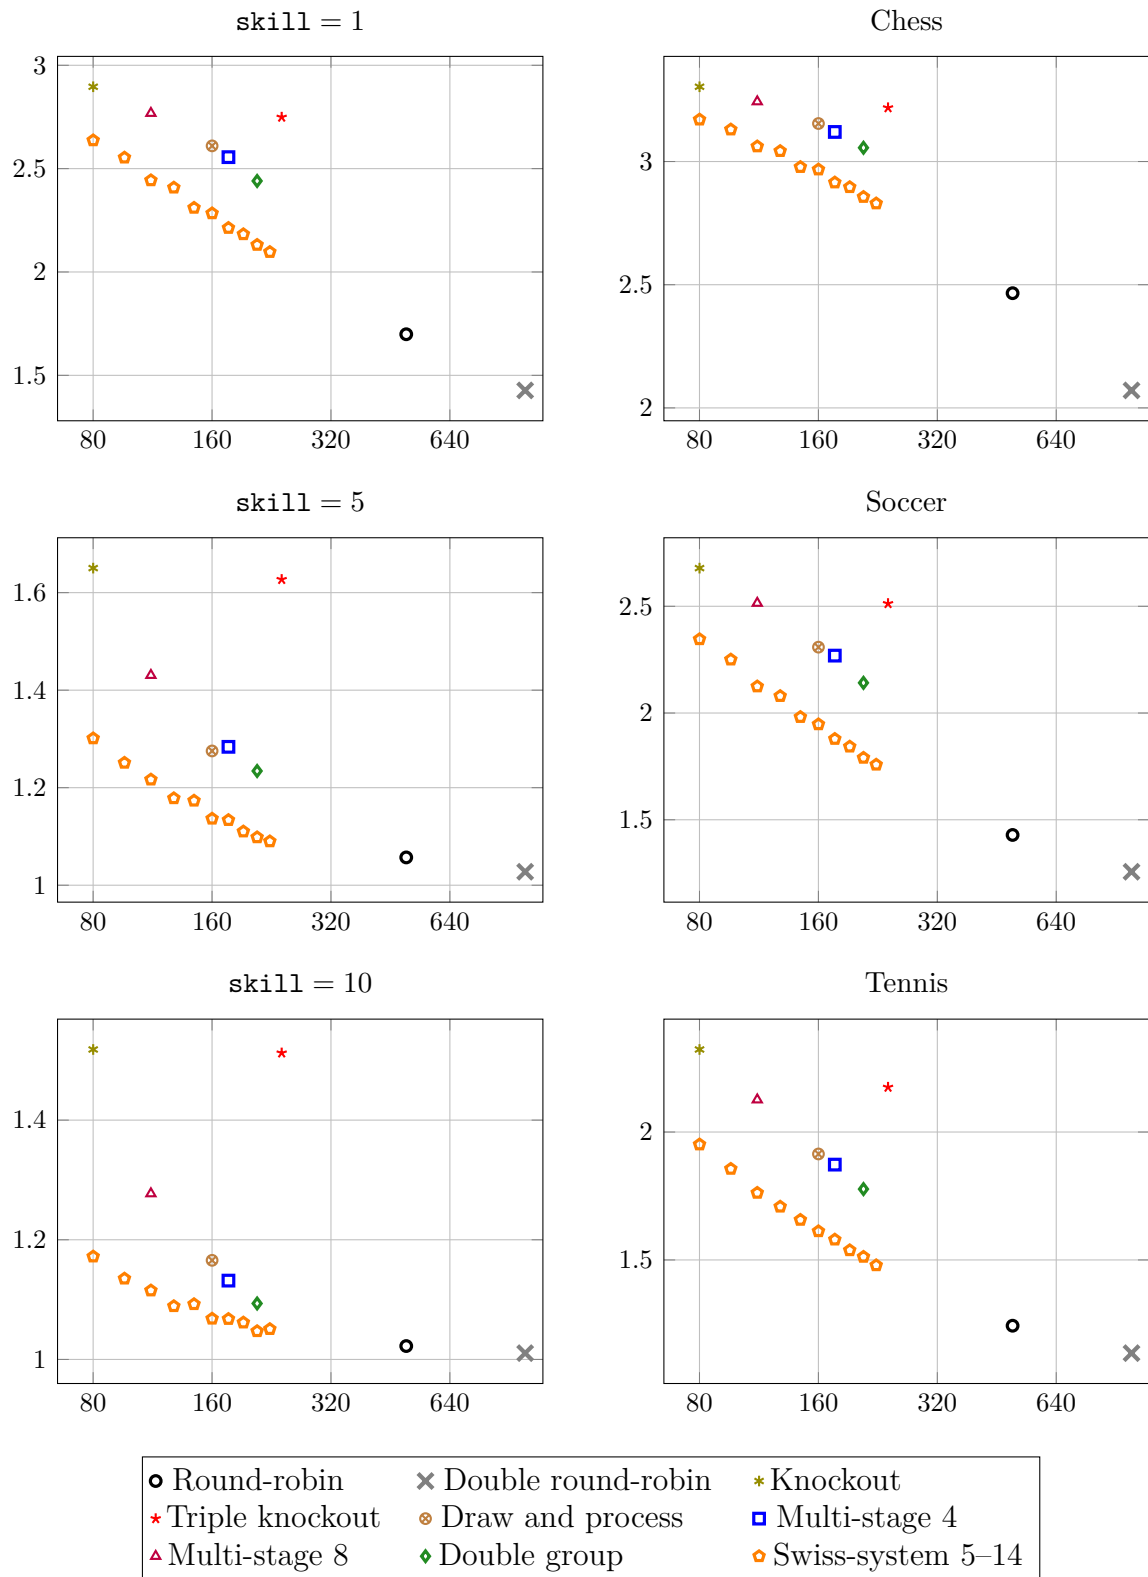 skill = 1
3
2.5
2
1.5
80 160 320 640
Chess
3
2.5
2
80 160 320 640
skill = 5
1.6
1.4
1.2
1
80 160 320 640
Soccer
2.5
2
1.5
80 160 320 640
skill = 10
1.4
1.2
1
80 160 320 640
Tennis
2
1.5
80 160 320 640
Round-robin Double round-robin Knockout
Triple knockout Draw and process Multi-stage 4
Multi-stage 8 Double group Swiss-system 5–14